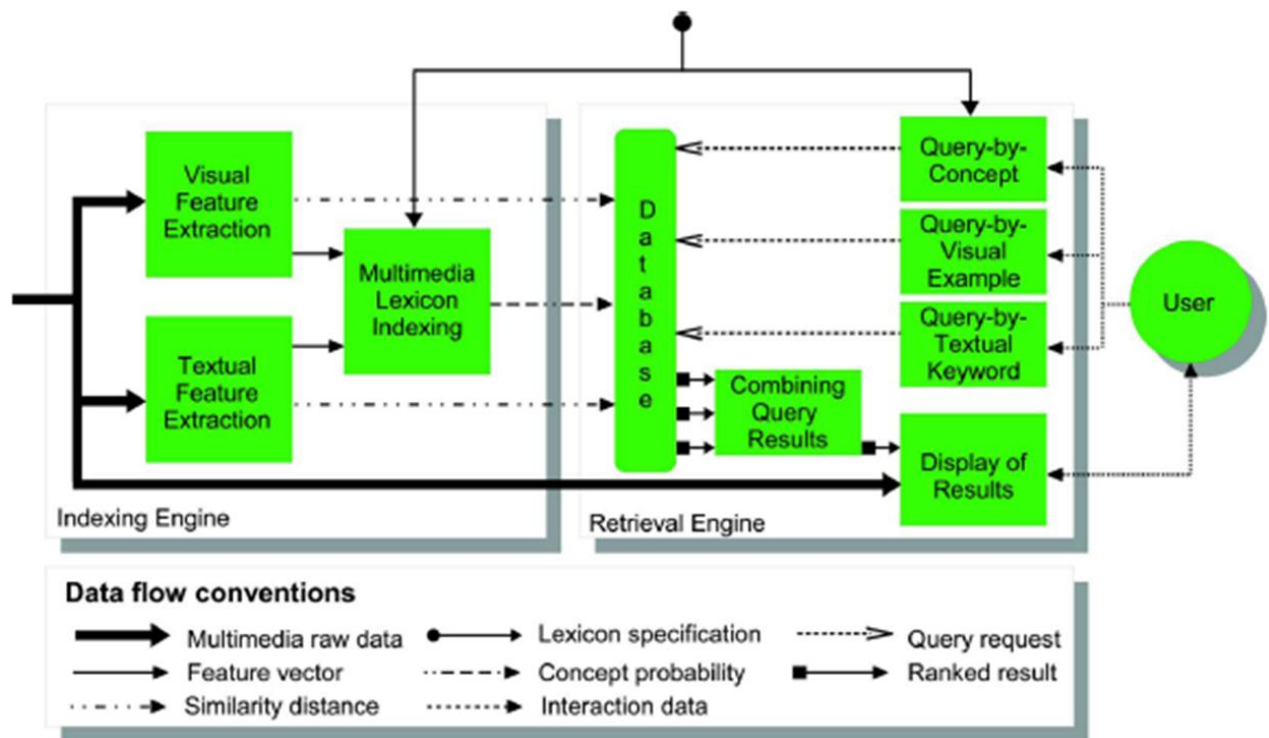 Visual
Feature
Extraction
Textual
Feature
Extraction
Multimedia
Lexicon
Indexing
Indexing Engine
Database
Query-by-
Concept
Query-by-
Visual
Example
Query-by-
Textual
Keyword
Combining
Query
Results
Display of
Results
Retrieval Engine
User
Data flow conventions
Multimedia raw data
Lexicon specification
Query request
Feature vector
Concept probability
Ranked result
Similarity distance
Interaction data